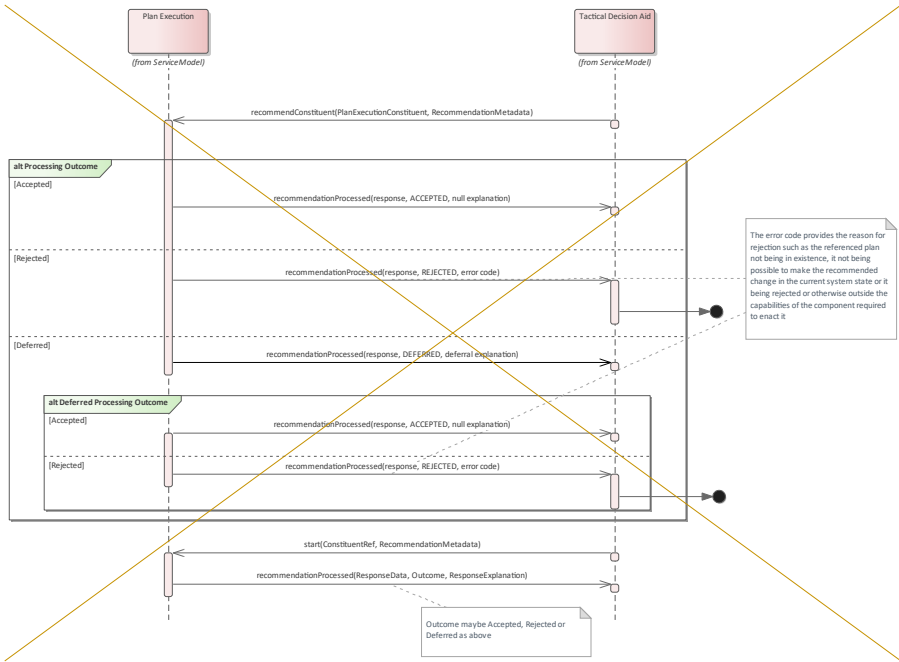 Plan Execution
Tactical Decision Aid
(from ServiceModel)
(from ServiceModel)
recommendConstituent(PlanExecutionConstituent, RecommendationMetadata)
alt Processing Outcome
[Accepted]
recommendationProcessed(response, ACCEPTED, null explanation)
[Rejected]
recommendationProcessed(response, REJECTED, error code)
The error code provides the reason for
rejection such as the referenced plan
not being in existence, it not being
possible to make the recommended
change in the current system state or it
being rejected or otherwise outside the
capabilities of the component required
to enact it
[Deferred]
recommendationProcessed(response, DEFERRED, deferral explanation)
alt Deferred Processing Outcome
[Accepted]
recommendationProcessed(response, ACCEPTED, null explanation)
[Rejected]
recommendationProcessed(response, REJECTED, error code)
start(ConstituentRef, RecommendationMetadata)
recommendationProcessed(ResponseData, Outcome, ResponseExplanation)
Outcome maybe Accepted, Rejected or
Deferred as above